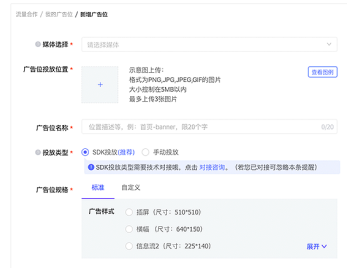 流量合作 / 我的广告位 / 新增广告位
媒体选择 * 请选择媒体
广告位投放位置 * 示意图上传： 查看图例
格式为PNG,JPG,JPEG,GIF的图片
大小控制在5MB以内
最多上传3张图片
广告位名称 * 位置描述等，例：首页-banner，限20个字 0/20
投放类型 * SDK投放(推荐) 手动投放
SDK投放类型需要技术对接哦，点击 对接咨询。（若您已对接可忽略本条提醒）
广告位规格 * 标准 自定义
广告样式 插屏（尺寸：510*510）
横幅（尺寸：640*150）
信息流2（尺寸：225*140）
展开